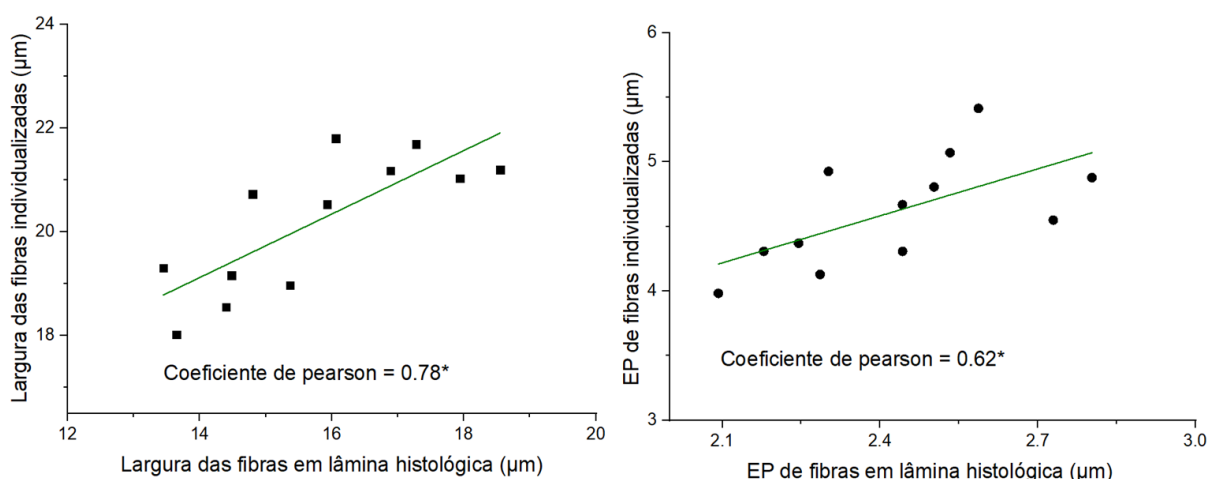 Largura das fibras individualizadas (µm)
24
22
20
18
Coeficiente de pearson = 0.78*
12
14
16
18
20
Largura das fibras em lâmina histológica (µm)
EP de fibras individualizadas (µm)
6
5
4
3
Coeficiente de pearson = 0.62*
2.1
2.4
2.7
3.0
EP de fibras em lâmina histológica (µm)